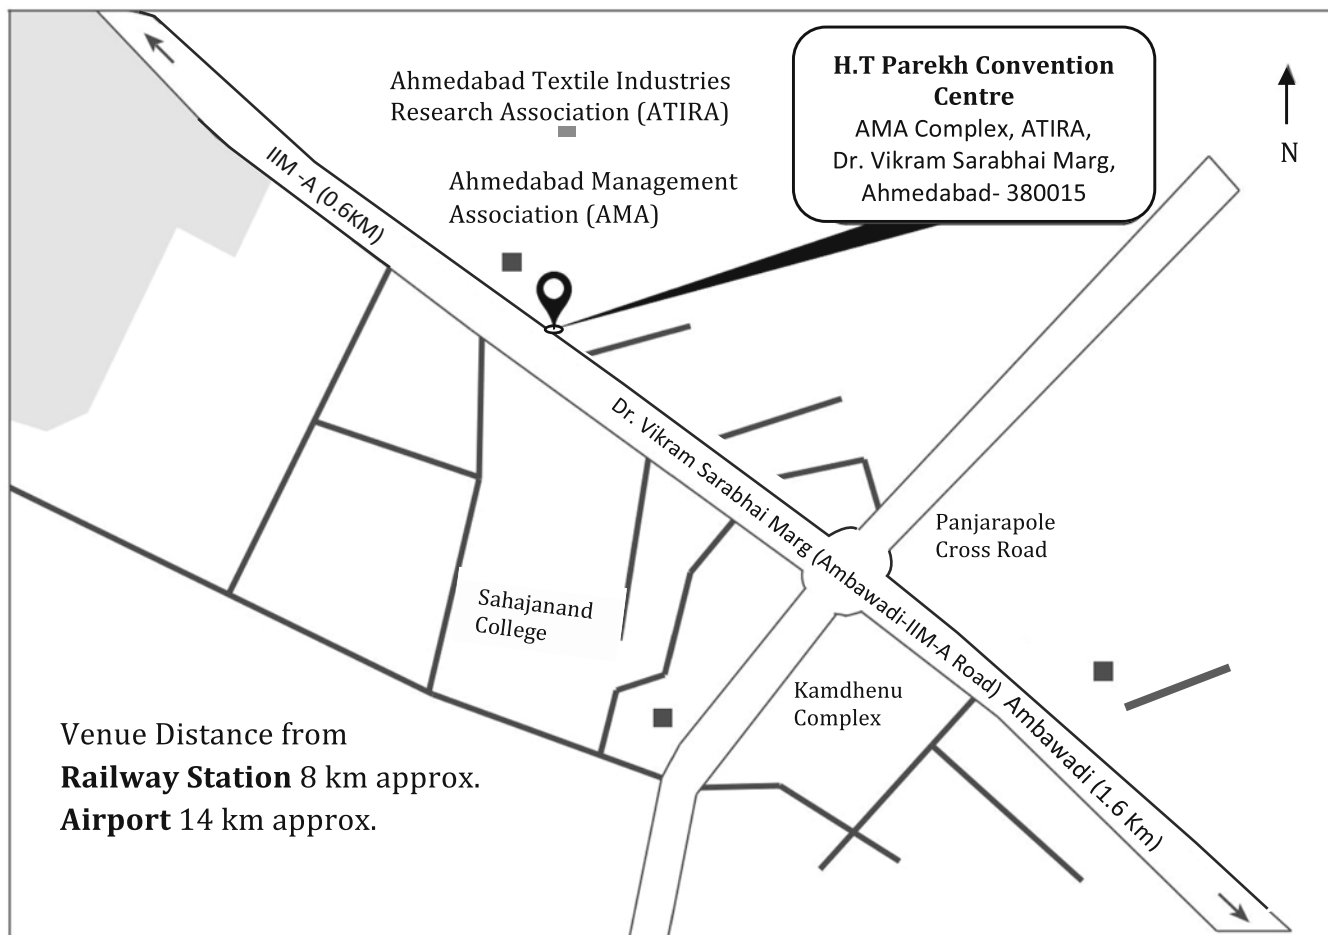 Ahmedabad Textile Industries
Research Association (ATIRA)
H.T Parekh Convention
Centre
AMA Complex, ATIRA,
Dr. Vikram Sarabhai Marg,
Ahmedabad- 380015
N
IIM -A (0.6KM)
Ahmedabad Management
Association (AMA)
Dr. Vikram Sarabhai Marg (Ambawadi-IIM-A Road) Ambawadi (1.6 Km)
Panjarapole
Cross Road
Sahajanand
College
Kamdhenu
Complex
Venue Distance from
Railway Station 8 km approx.
Airport 14 km approx.